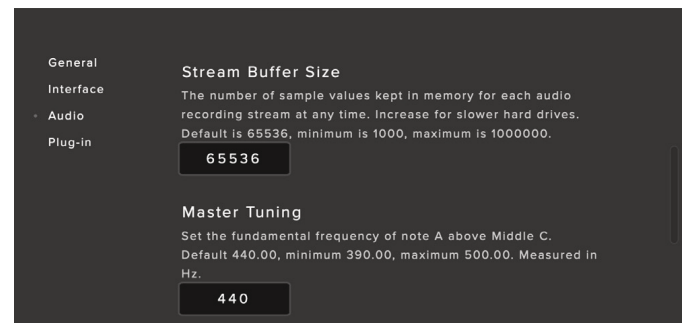 General
Interface
Audio
Plug-in
Stream Buffer Size
The number of sample values kept in memory for each audio
recording stream at any time. Increase for slower hard drives.
Default is 65536, minimum is 1000, maximum is 1000000.
65536
Master Tuning
Set the fundamental frequency of note A above Middle C.
Default 440.00, minimum 390.00, maximum 500.00. Measured in
Hz.
440